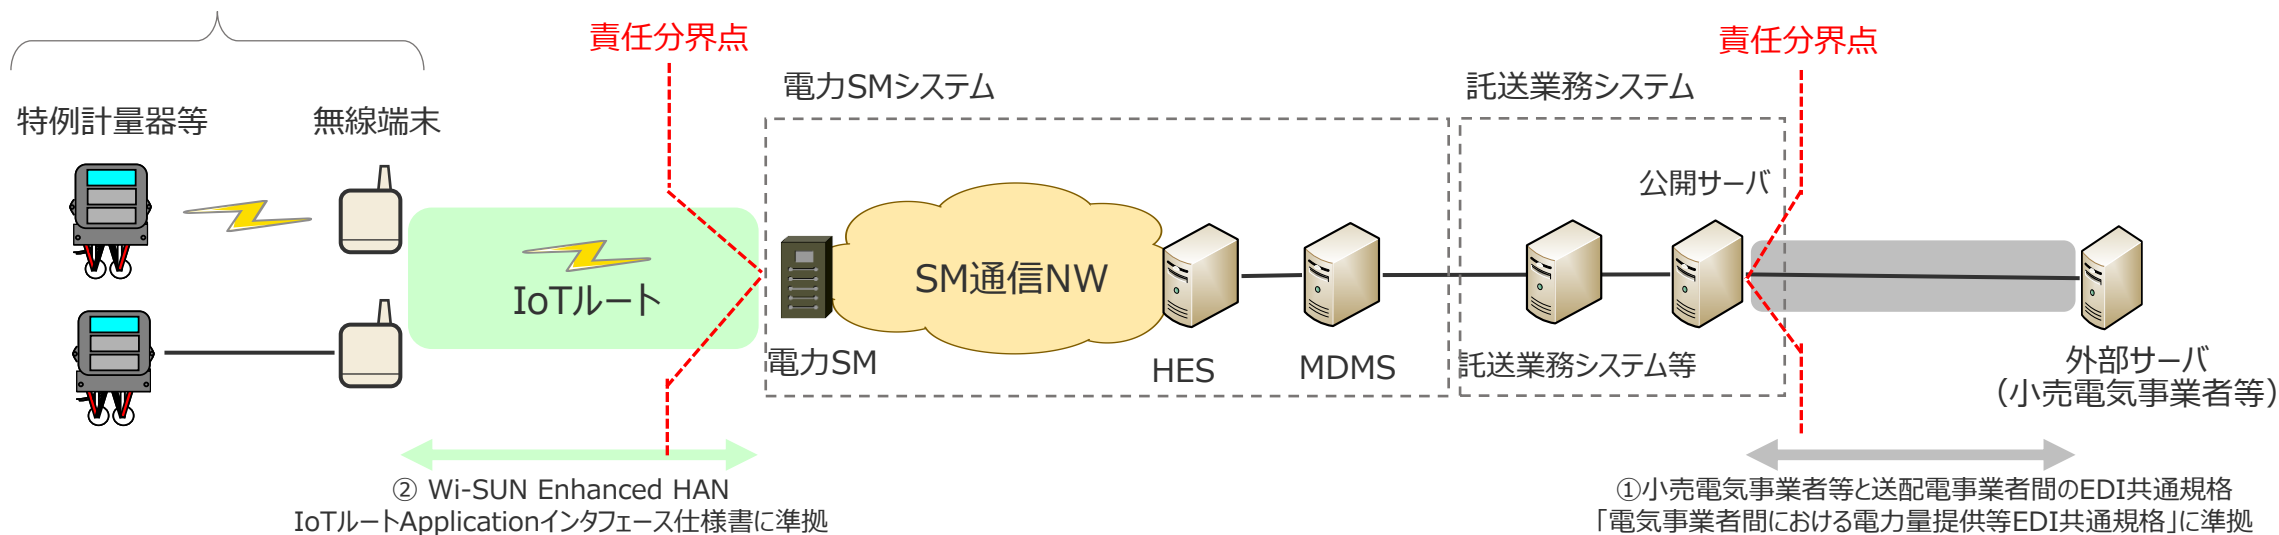 責任分界点
責任分界点
電力SMシステム
託送業務システム
特例計量器等
無線端末
公開サーバ
IoTルート
SM通信NW
電力SM
HES
MDMS
託送業務システム等
外部サーバ
（小売電気事業者等）
② Wi-SUN Enhanced HAN
IoTルートApplicationインタフェース仕様書に準拠
①小売電気事業者等と送配電事業者間のEDI共通規格
「電気事業者間における電力量提供等EDI共通規格」に準拠